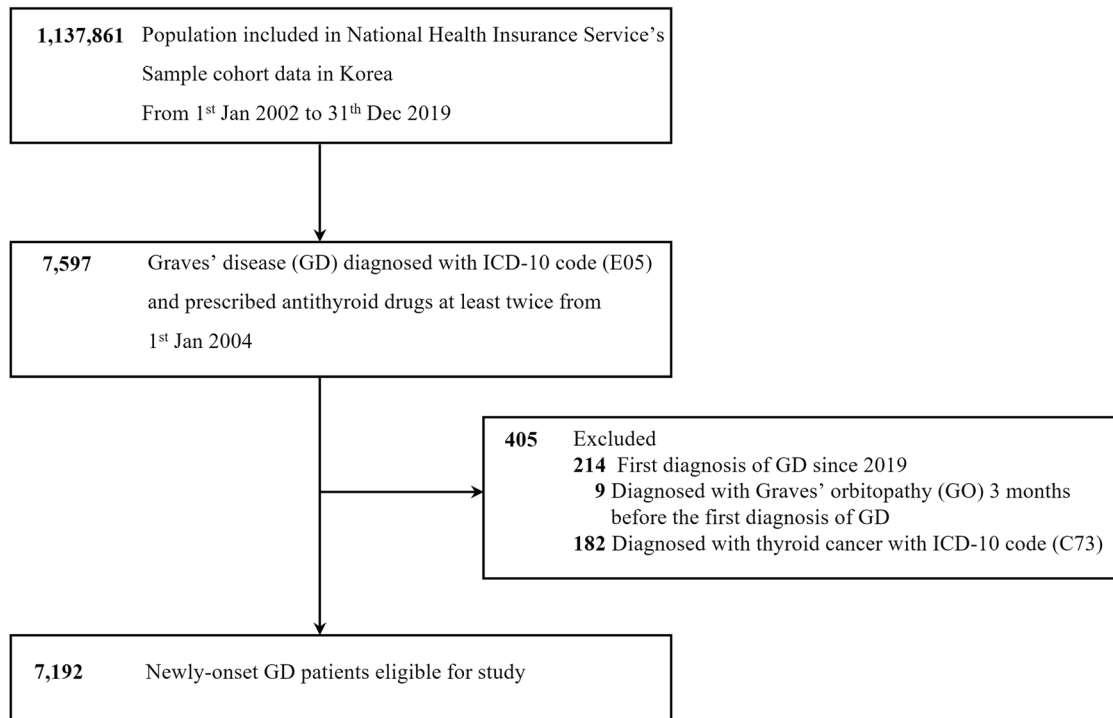 1,137,861 Population included in National Health Insurance Service's
Sample cohort data in Korea
From 1st Jan 2002 to 31th Dec 2019
7,597 Graves' disease (GD) diagnosed with ICD-10 code (E05)
and prescribed antithyroid drugs at least twice from
1st Jan 2004
405 Excluded
214 First diagnosis of GD since 2019
9 Diagnosed with Graves' orbitopathy (GO) 3 months
before the first diagnosis of GD
182 Diagnosed with thyroid cancer with ICD-10 code (C73)
7,192 Newly-onset GD patients eligible for study